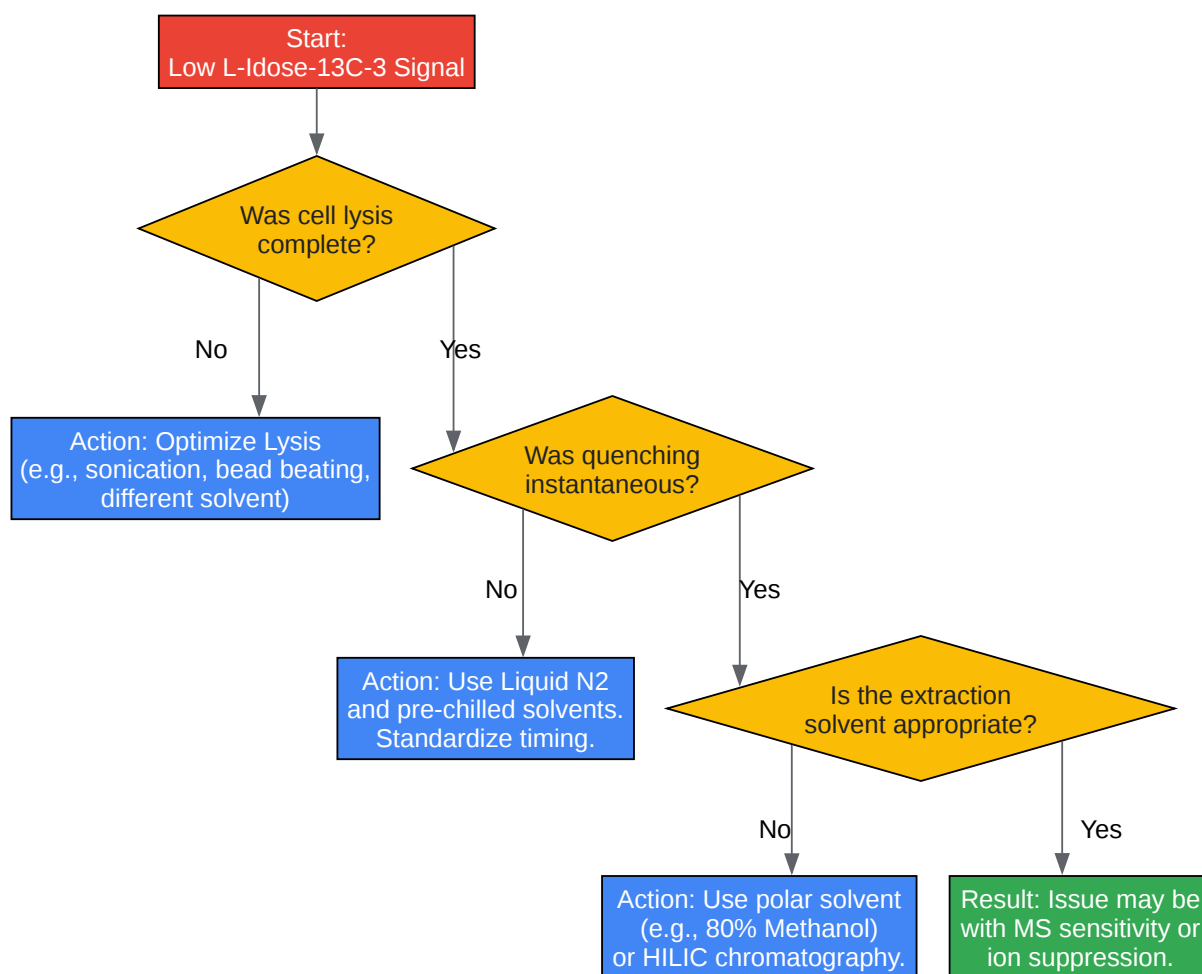 Start:
Low L-Idose-13C-3 Signal
Was cell lysis
complete?
No
Yes
Action: Optimize Lysis
(e.g., sonication, bead beating,
different solvent)
Was quenching
instantaneous?
No
Yes
Action: Use Liquid N2
and pre-chilled solvents.
Standardize timing.
Is the extraction
solvent appropriate?
No
Yes
Action: Use polar solvent
(e.g., 80% Methanol)
or HILIC chromatography.
Result: Issue may be
with MS sensitivity or
ion suppression.